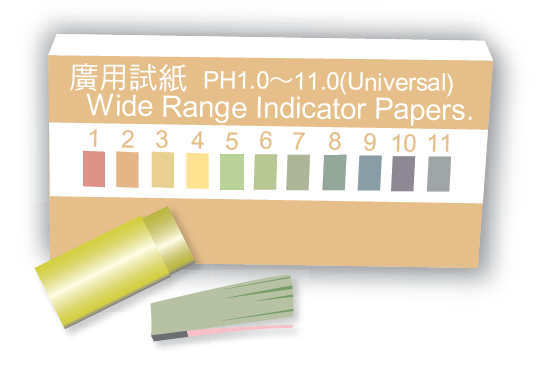 廣用試紙 PH1.0～11.0(Universal)
Wide Range Indicator Papers.
1 2 3 4 5 6 7 8 9 10 11